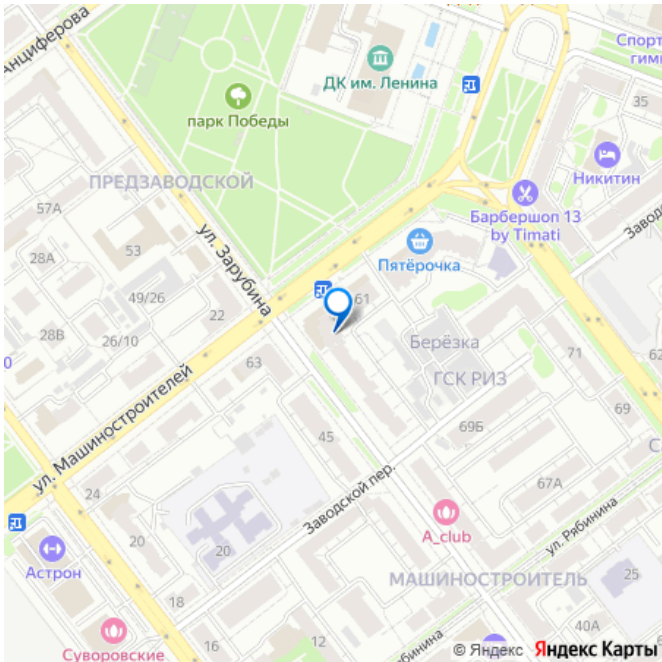 Анциферова
ДК им. Ленина
Спорт
гим
парк Победы
35
Никитин
ПРЕДЗАВОДСКОЙ
Барбершоп 13
by Timati
57А
ул. Зарубина
Заводс
53
Пятёрочка
28А
49/26
61
22
28В
26/10
Берёзка
0
63
71
ГСК РИЗ
ул. Машиностроителей
69
45
69Б
24
67А
Заводской пер.
A_club
ул. Рябинина
20
20
Астрон
МАШИНОСТРОИТЕЛЬ
25
18
16
12
40А
Суворовские
© Яндекс Яндекс Карты